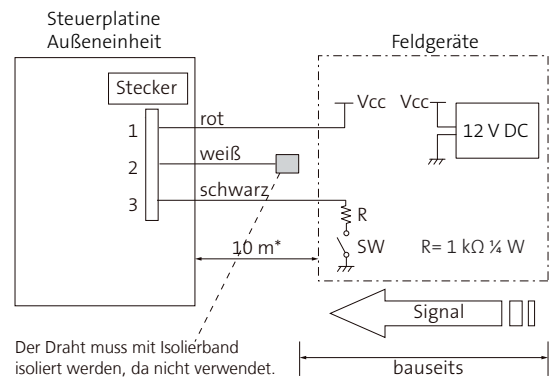 Steuerplatine
Außeneinheit
Feldgeräte
Stecker
Vcc
Vcc
12 V DC
1
rot
2
weiß
3
schwarz
R
10 m*
SW
R= 1 kΩ ¼ W
Signal
Der Draht muss mit Isolierband
isoliert werden, da nicht verwendet.
bauseits